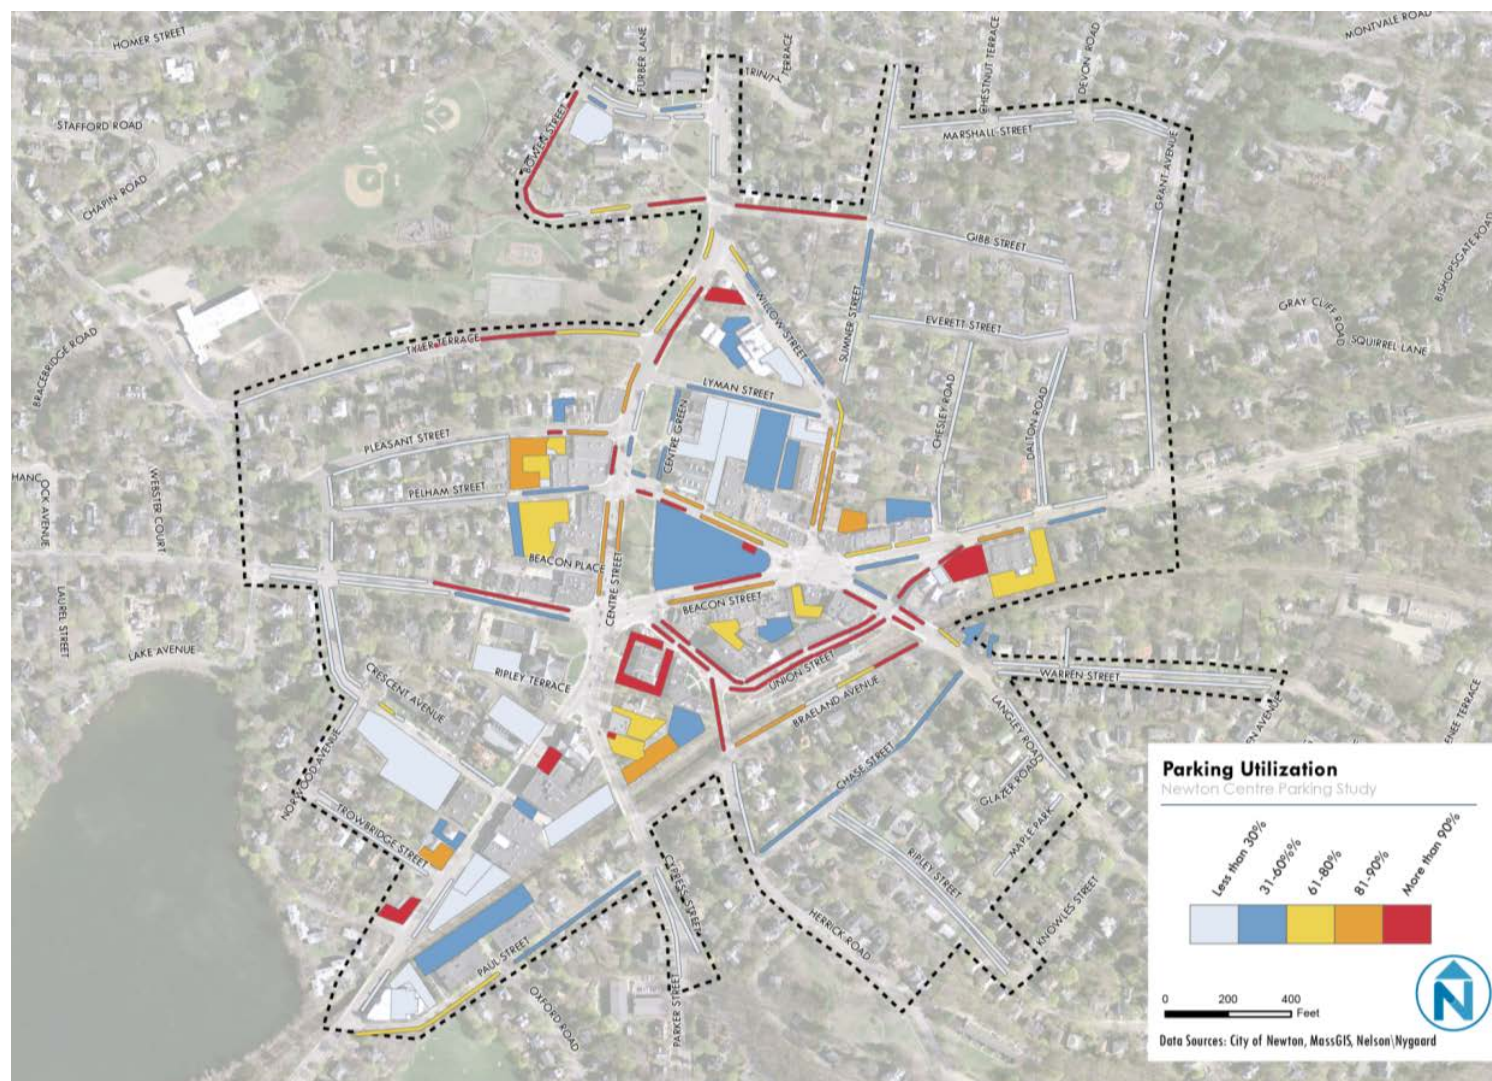 HOMER STREET
FURBER LANE
TRINITY TERRACE
CHESTNUT TERRACE
DEVON ROAD
MONTVALE ROAD
STAFFORD ROAD
BOWEN STREET
MARSHALL STREET
GRANT AVENUE
CHAPIN ROAD
GIBB STREET
BISHOPSGATE ROAD
WILLOW STREET
SUMNER STREET
EVERETT STREET
GRAY CLIFF ROAD
SQUIRREL LANE
BRACEBRIDGE ROAD
TYLER TERRACE
LYMAN STREET
CENTRE GREEN
CHESLEY ROAD
DALTON ROAD
PLEASANT STREET
PELHAM STREET
HANC
OCK AVENUE
WEBSTER COURT
BEACON PLACE
CENTRE STREET
BEACON STREET
LAUREL STREET
LAKE AVENUE
CRESCENT AVENUE
RIPLEY TERRACE
UNION STREET
BRAELAND AVENUE
WARREN STREET
LANGLEY ROAD
EN AVENUE
ENEE TERRACE
NORWOOD AVENUE
CHASE STREET
GLAZER ROAD
MAPLE PARK
TROWBRIDGE STREET
CYPRESS STREET
RIPLEY STREET
KNOWLES STREET
HERRICK ROAD
PAUL STREET
OXFORD ROAD
PARKER STREET
Parking Utilization
Newton Centre Parking Study
Less than 30%
31-60%%
61-80%
81-90%
More than 90%
0 200 400
Feet
N
Data Sources: City of Newton, MassGIS, Nelson\Nygaard